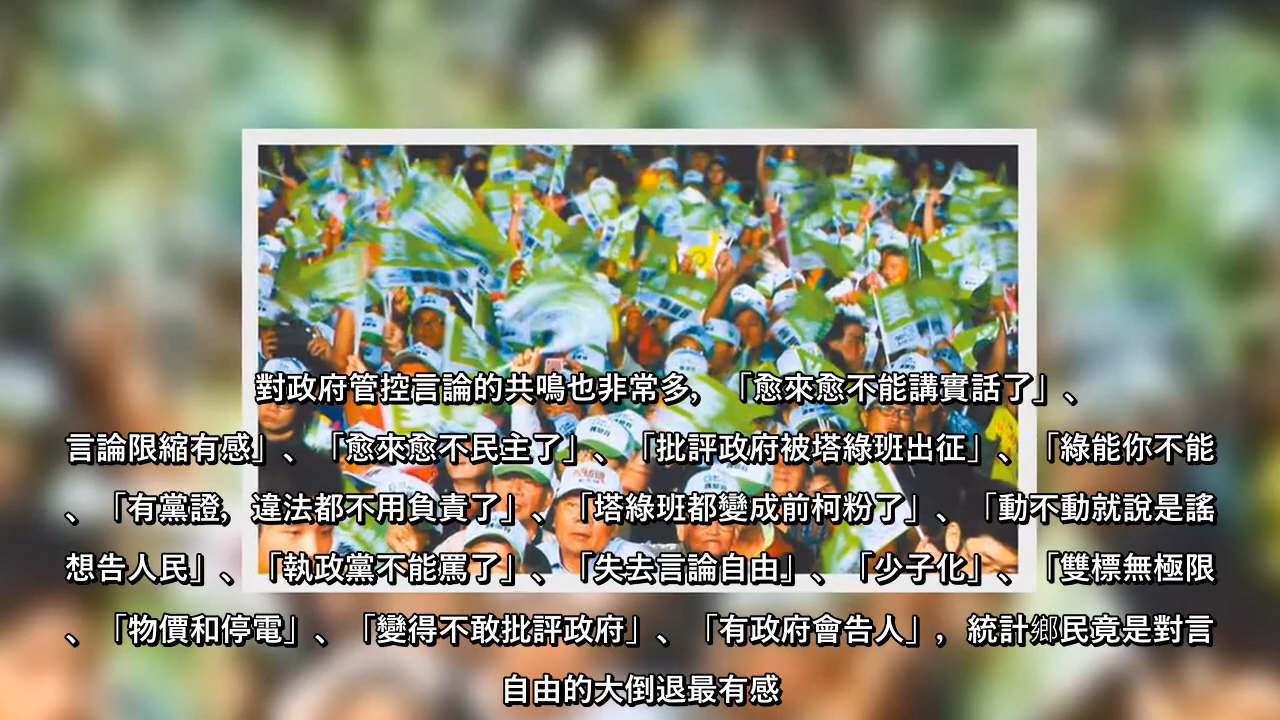 對政府管控言論的共鳴也非常多，「愈來愈不能講實話了」、
言論限縮有感』、「愈來愈不民主了」、「批評政府被塔綠班出征」、「綠能你不能
、「有黨證，違法都不用負責了」、「塔綠班都變成前柯粉了」、「動不動就說是謠
想告人民』、「執政黨不能罵了」、「失去言論自由」、「少子化」、「雙標無極限
、「物價和停電」、「變得不敢批評政府」、「有政府會告人」，統計鄉民竟是對言
自由的大倒退最有感